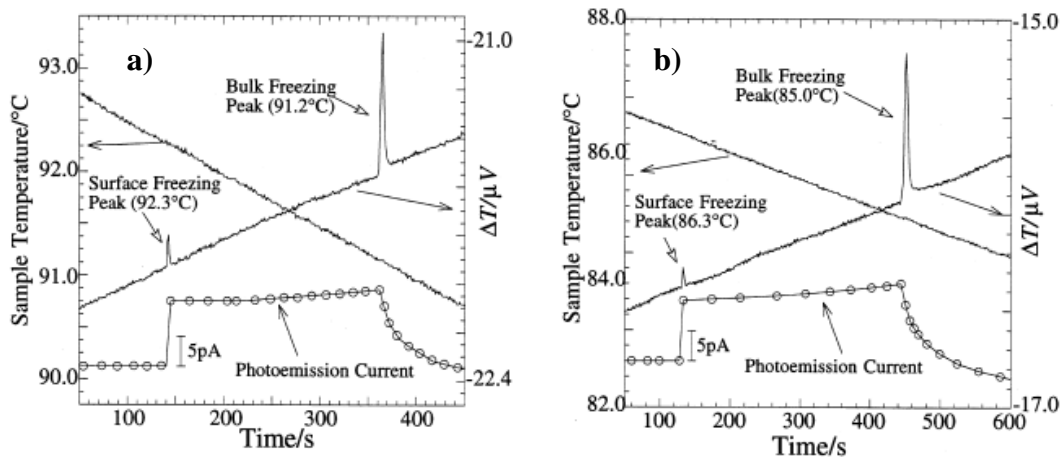 a)
93.0
92.0
91.0
90.0
Sample Temperature/°C
Bulk Freezing
Peak (91.2°C)
Surface Freezing
Peak (92.3°C)
5pA
Photoemission Current
-21.0
-22.4
ΔT/μV
100 200 300 400
Time/s
b)
88.0
86.0
84.0
82.0
Sample Temperature/°C
Bulk Freezing
Peak(85.0°C)
Surface Freezing
Peak(86.3°C)
5pA
Photoemission Current
-15.0
-17.0
ΔT/μV
100 200 300 400 500 600
Time/s